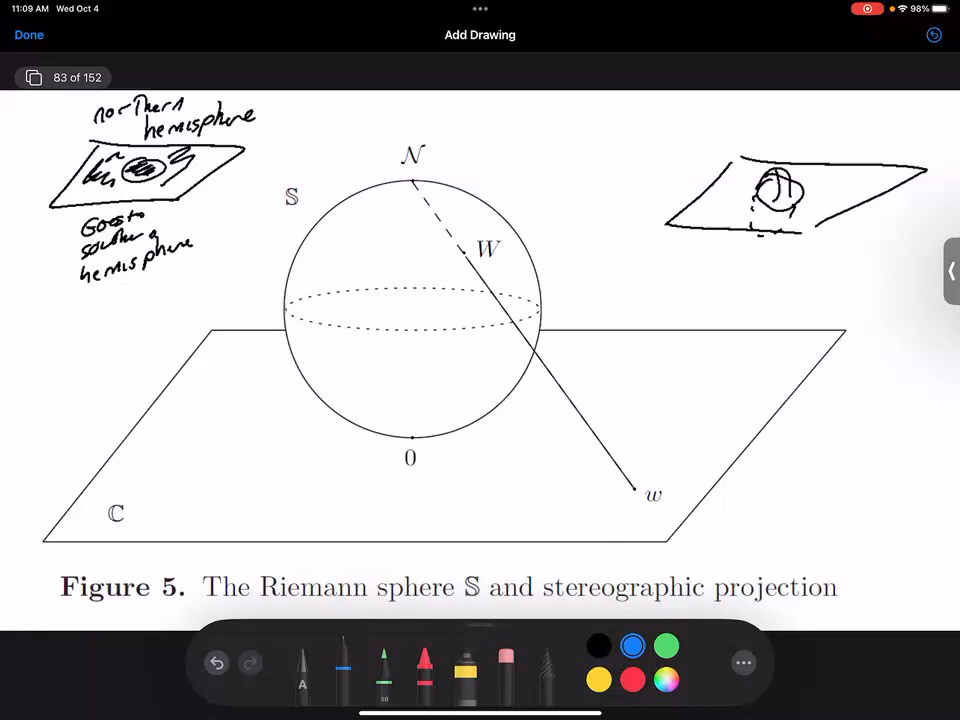 11:09 AM Wed Oct 4
98%
Done
Add Drawing
83 of 152
northern
hemisphere
Goes to
southern
hemisphere
𝕊
N
W
0
w
ℂ
Figure 5. The Riemann sphere 𝕊 and stereographic projection
A
50